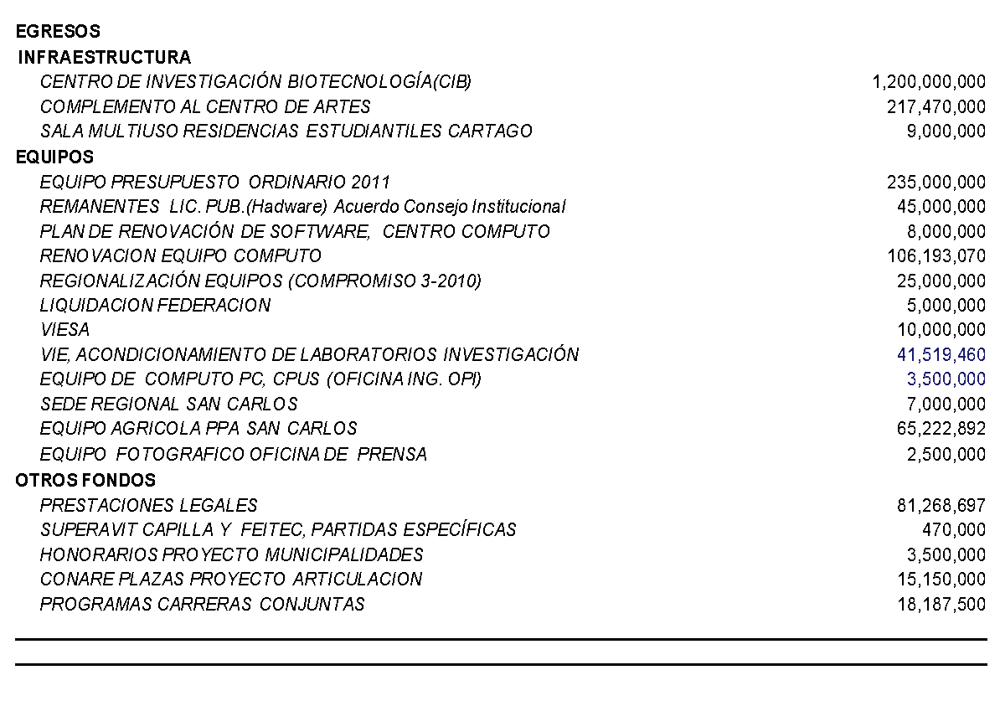 EGRESOS
INFRAESTRUCTURA
CENTRO DE INVESTIGACIÓN BIOTECNOLOGÍA(CIB) 1,200,000,000
COMPLEMENTO AL CENTRO DE ARTES 217,470,000
SALA MULTIUSO RESIDENCIAS ESTUDIANTILES CARTAGO 9,000,000
EQUIPOS
EQUIPO PRESUPUESTO ORDINARIO 2011 235,000,000
REMANENTES LIC. PUB.(Hadware) Acuerdo Consejo Institucional 45,000,000
PLAN DE RENOVACIÓN DE SOFTWARE, CENTRO COMPUTO 8,000,000
RENOVACION EQUIPO COMPUTO 106,193,070
REGIONALIZACIÓN EQUIPOS (COMPROMISO 3-2010) 25,000,000
LIQUIDACION FEDERACION 5,000,000
VIESA 10,000,000
VIE, ACONDICIONAMIENTO DE LABORATORIOS INVESTIGACIÓN 41,519,460
EQUIPO DE COMPUTO PC, CPUS (OFICINA ING. OPI) 3,500,000
SEDE REGIONAL SAN CARLOS 7,000,000
EQUIPO AGRICOLA PPA SAN CARLOS 65,222,892
EQUIPO FOTOGRAFICO OFICINA DE PRENSA 2,500,000
OTROS FONDOS
PRESTACIONES LEGALES 81,268,697
SUPERAVIT CAPILLA Y FEITEC, PARTIDAS ESPECÍFICAS 470,000
HONORARIOS PROYECTO MUNICIPALIDADES 3,500,000
CONARE PLAZAS PROYECTO ARTICULACION 15,150,000
PROGRAMAS CARRERAS CONJUNTAS 18,187,500